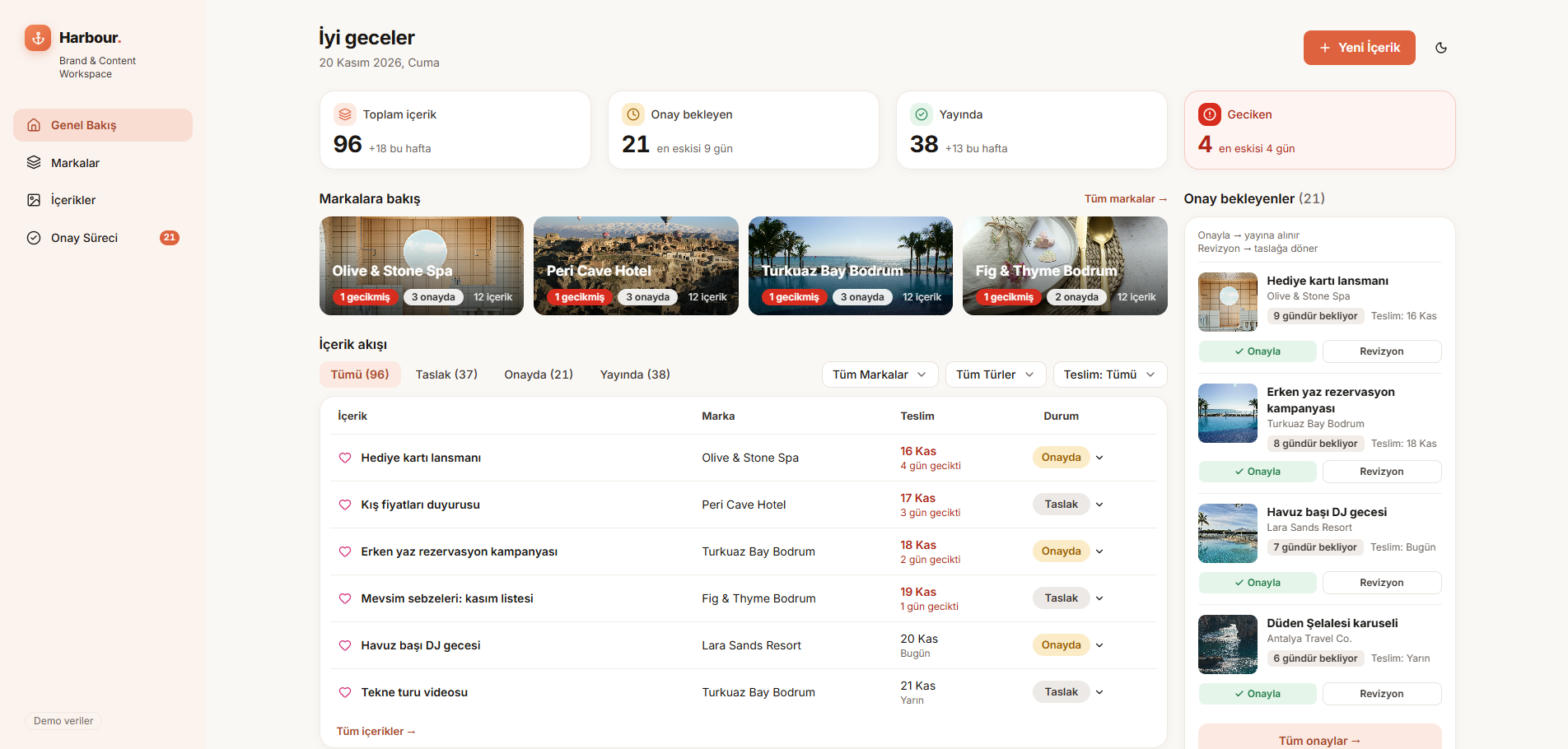 Harbour.
Brand & Content
Workspace
Genel Bakış
Markalar
İçerikler
Onay Süreci 21
Demo veriler
İyi geceler
20 Kasım 2026, Cuma
+ Yeni İçerik
Toplam içerik
96 +18 bu hafta
Onay bekleyen
21 en eskisi 9 gün
Yayında
38 +13 bu hafta
Geciken
4 en eskisi 4 gün
Markalara bakış
Tüm markalar →
Olive & Stone Spa
1 gecikmiş 3 onayda 12 içerik
Peri Cave Hotel
1 gecikmiş 3 onayda 12 içerik
Turkuaz Bay Bodrum
1 gecikmiş 3 onayda 12 içerik
Fig & Thyme Bodrum
1 gecikmiş 2 onayda 12 içerik
İçerik akışı
Tümü (96) Taslak (37) Onayda (21) Yayında (38)
Tüm Markalar Tüm Türler Teslim: Tümü
İçerik Marka Teslim Durum
Hediye kartı lansmanı Olive & Stone Spa 16 Kas Onayda
4 gün gecikti
Kış fiyatları duyurusu Peri Cave Hotel 17 Kas Taslak
3 gün gecikti
Erken yaz rezervasyon kampanyası Turkuaz Bay Bodrum 18 Kas Onayda
2 gün gecikti
Mevsim sebzeleri: kasım listesi Fig & Thyme Bodrum 19 Kas Taslak
1 gün gecikti
Havuz başı DJ gecesi Lara Sands Resort 20 Kas Onayda
Bugün
Tekne turu videosu Turkuaz Bay Bodrum 21 Kas Taslak
Yarın
Tüm içerikler →
Onay bekleyenler (21)
Onayla → yayına alınır
Revizyon → taslağa döner
Hediye kartı lansmanı
Olive & Stone Spa
9 gündür bekliyor Teslim: 16 Kas
Onayla Revizyon
Erken yaz rezervasyon
kampanyası
Turkuaz Bay Bodrum
8 gündür bekliyor Teslim: 18 Kas
Onayla Revizyon
Havuz başı DJ gecesi
Lara Sands Resort
7 gündür bekliyor Teslim: Bugün
Onayla Revizyon
Düden Şelalesi karuseli
Antalya Travel Co.
6 gündür bekliyor Teslim: Yarın
Onayla Revizyon
Tüm onaylar →